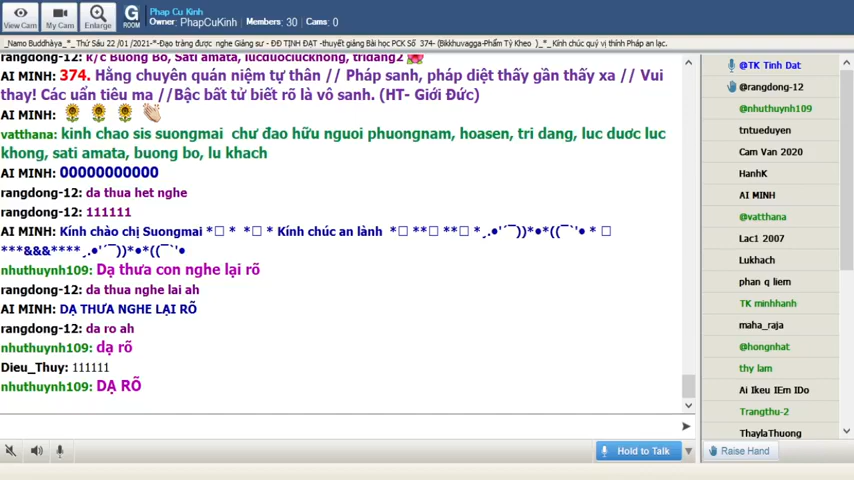 View Cam
My Cam
Enlarge
G
ROOM
Phap Cu Kinh
Owner: PhapCuKinh | Members: 30 | Cams: 0
_Namo Buddhàya_*_ Thứ Sáu 22 /01 /2021-*-Đạo tràng được nghe Giảng sư - ĐĐ TỊNH ĐẠT -thuyết giảng Bài học PCK Số 374- (Bikkhuvagga-Phẩm Tỳ Kheo )_*_ Kính chúc quý vị thính Pháp an lạc.
rangdong-12: k/c Buong Bo, Sati amata, lucduoclucknong, tridang2
AI MINH: 374. Hằng chuyên quán niệm tự thân // Pháp sanh, pháp diệt thấy gần thấy xa // Vui
thay! Các uẩn tiêu ma //Bậc bất tử biết rõ là vô sanh. (HT- Giới Đức)
AI MINH:
vatthana: kinh chao sis suongmai chư đao hữu nguoi phuongnam, hoasen, tri dang, luc dươc luc
khong, sati amata, buong bo, lu khach
AI MINH: 00000000000
rangdong-12: da thua het nghe
rangdong-12: 111111
AI MINH: Kính chào chị Suongmai *□ * *□ * Kính chúc an lành *□ **□ **□ *¸.•'´¯))*•*((¯`'• * □
***&&&**** ¸.•'´¯))*•*((¯`'•
nhuthuynh109: Dạ thưa con nghe lại rõ
rangdong-12: da thua nghe lai ah
AI MINH: DẠ THƯA NGHE LẠI RÕ
rangdong-12: da ro ah
nhuthuynh109: dạ rõ
Dieu_Thuy: 111111
nhuthuynh109: DẠ RÕ
Hold to Talk
@TK Tinh Dat
@rangdong-12
@nhuthuynh109
tntueduyen
Cam Van 2020
HanhK
AI MINH
@vatthana
Lac1 2007
Lukhach
phan q liem
TK minhhanh
maha_raja
@hongnhat
thy lam
Ai Ikeu IEm IDo
Trangthu-2
ThaylaThuong
Raise Hand